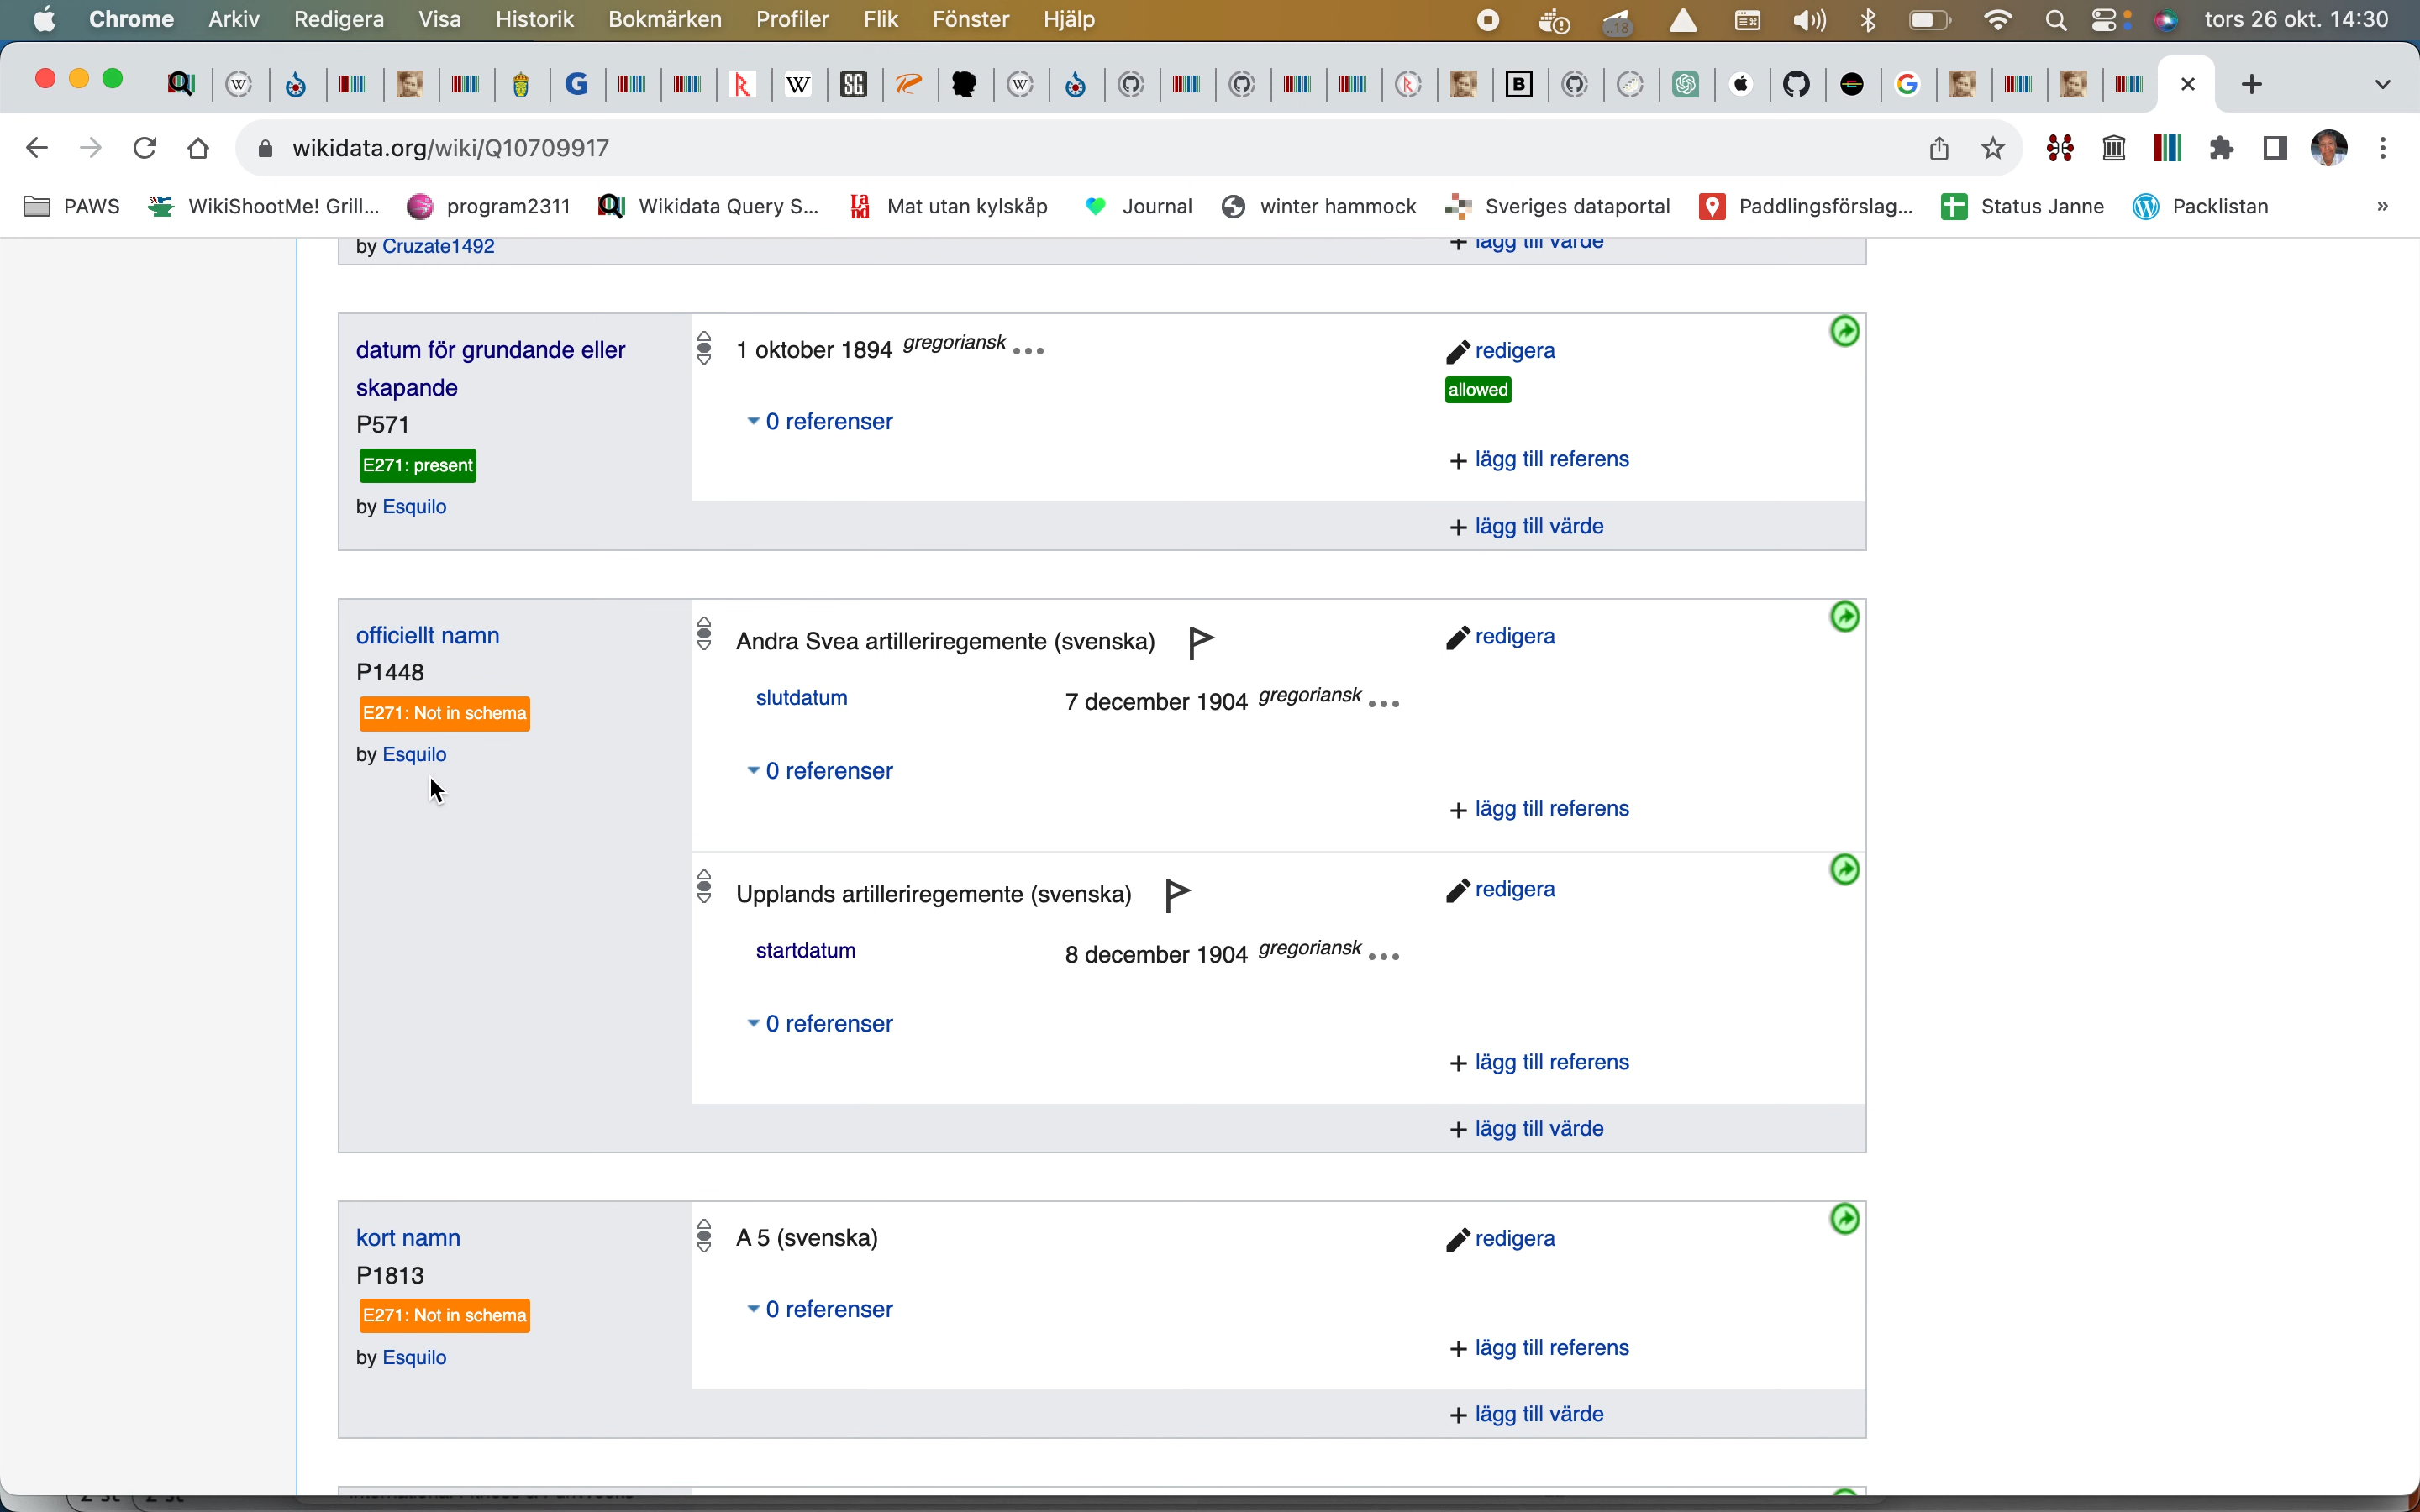 Chrome Arkiv Redigera Visa Historik Bokmärken Profiler Flik Fönster Hjälp tors 26 okt. 14:30
wikidata.org/wiki/Q10709917
PAWS WikiShootMe! Grill... program2311 Wikidata Query S... Mat utan kylskåp Journal winter hammock Sveriges dataportal Paddlingsförslag... Status Janne Packlistan »
by Cruzate1492
+ lägg till värde
datum för grundande eller
skapande
P571
E271: present
by Esquilo
1 oktober 1894 gregoriansk •••
0 referenser
redigera
allowed
+ lägg till referens
+ lägg till värde
officiellt namn
P1448
E271: Not in schema
by Esquilo
Andra Svea artilleriregemente (svenska)
redigera
slutdatum 7 december 1904 gregoriansk •••
0 referenser
+ lägg till referens
Upplands artilleriregemente (svenska)
redigera
startdatum 8 december 1904 gregoriansk •••
0 referenser
+ lägg till referens
+ lägg till värde
kort namn
P1813
E271: Not in schema
by Esquilo
A 5 (svenska)
redigera
0 referenser
+ lägg till referens
+ lägg till värde